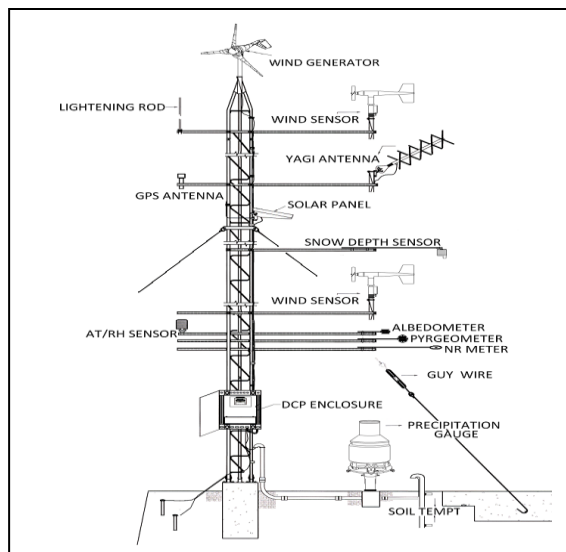 WIND GENERATOR
LIGHTENING ROD
WIND SENSOR
YAGI ANTENNA
GPS ANTENNA
SOLAR PANEL
SNOW DEPTH SENSOR
WIND SENSOR
AT/RH SENSOR
ALBEDOMETER
PYRGEOMETER
NR METER
GUY WIRE
DCP ENCLOSURE
PRECIPITATION
GAUGE
SOIL TEMPT